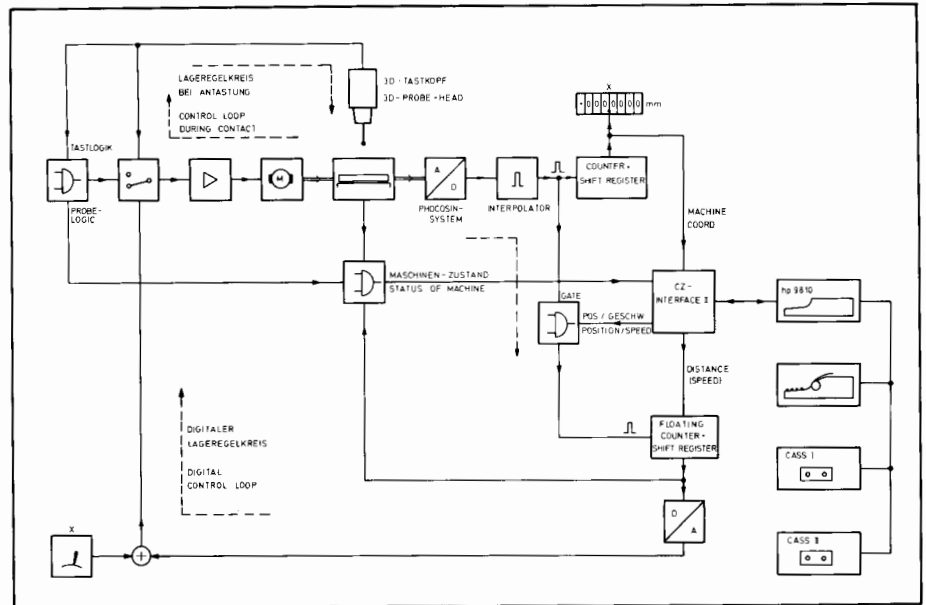 LAGEREGELKREIS
BEI ANTASTUNG
CONTROL LOOP
DURING CONTACT
3D-TASTKOPF
3D-PROBE-HEAD
X
+0000000 mm
TASTLOGIK
PROBE-
LOGIC
M
A
D
PHOCOSIN-
SYSTEM
INTERPOLATOR
COUNTER +
SHIFT REGISTER
MACHINE
COORD
MASCHINEN-ZUSTAND
STATUS OF MACHINE
GATE
POS / GESCHW
POSITION/SPEED
CZ-
INTERFACE II
hp 9810
DISTANCE
(SPEED)
DIGITALER
LAGEREGELKREIS
DIGITAL
CONTROL LOOP
FLOATING
COUNTER +
SHIFT REGISTER
CASS I
D
A
X
CASS II